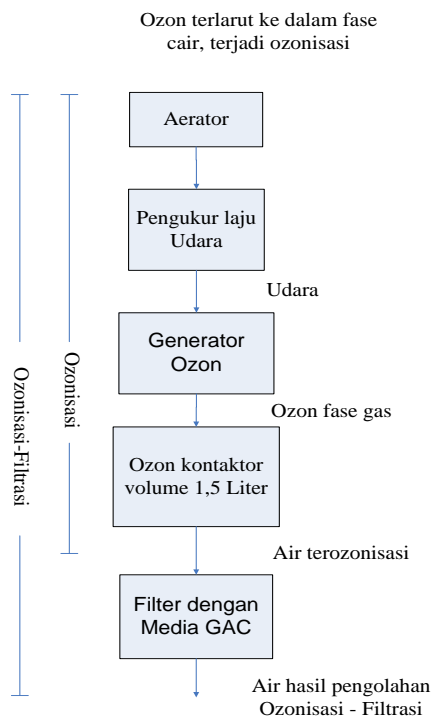 Ozon terlarut ke dalam fase
cair, terjadi ozonisasi
Aerator
Pengukur laju
Udara
Udara
Generator
Ozon
Ozon fase gas
Ozon kontaktor
volume 1,5 Liter
Air terozonisasi
Filter dengan
Media GAC
Air hasil pengolahan
Ozonisasi - Filtrasi
Ozonisasi
Ozonisasi-Filtrasi